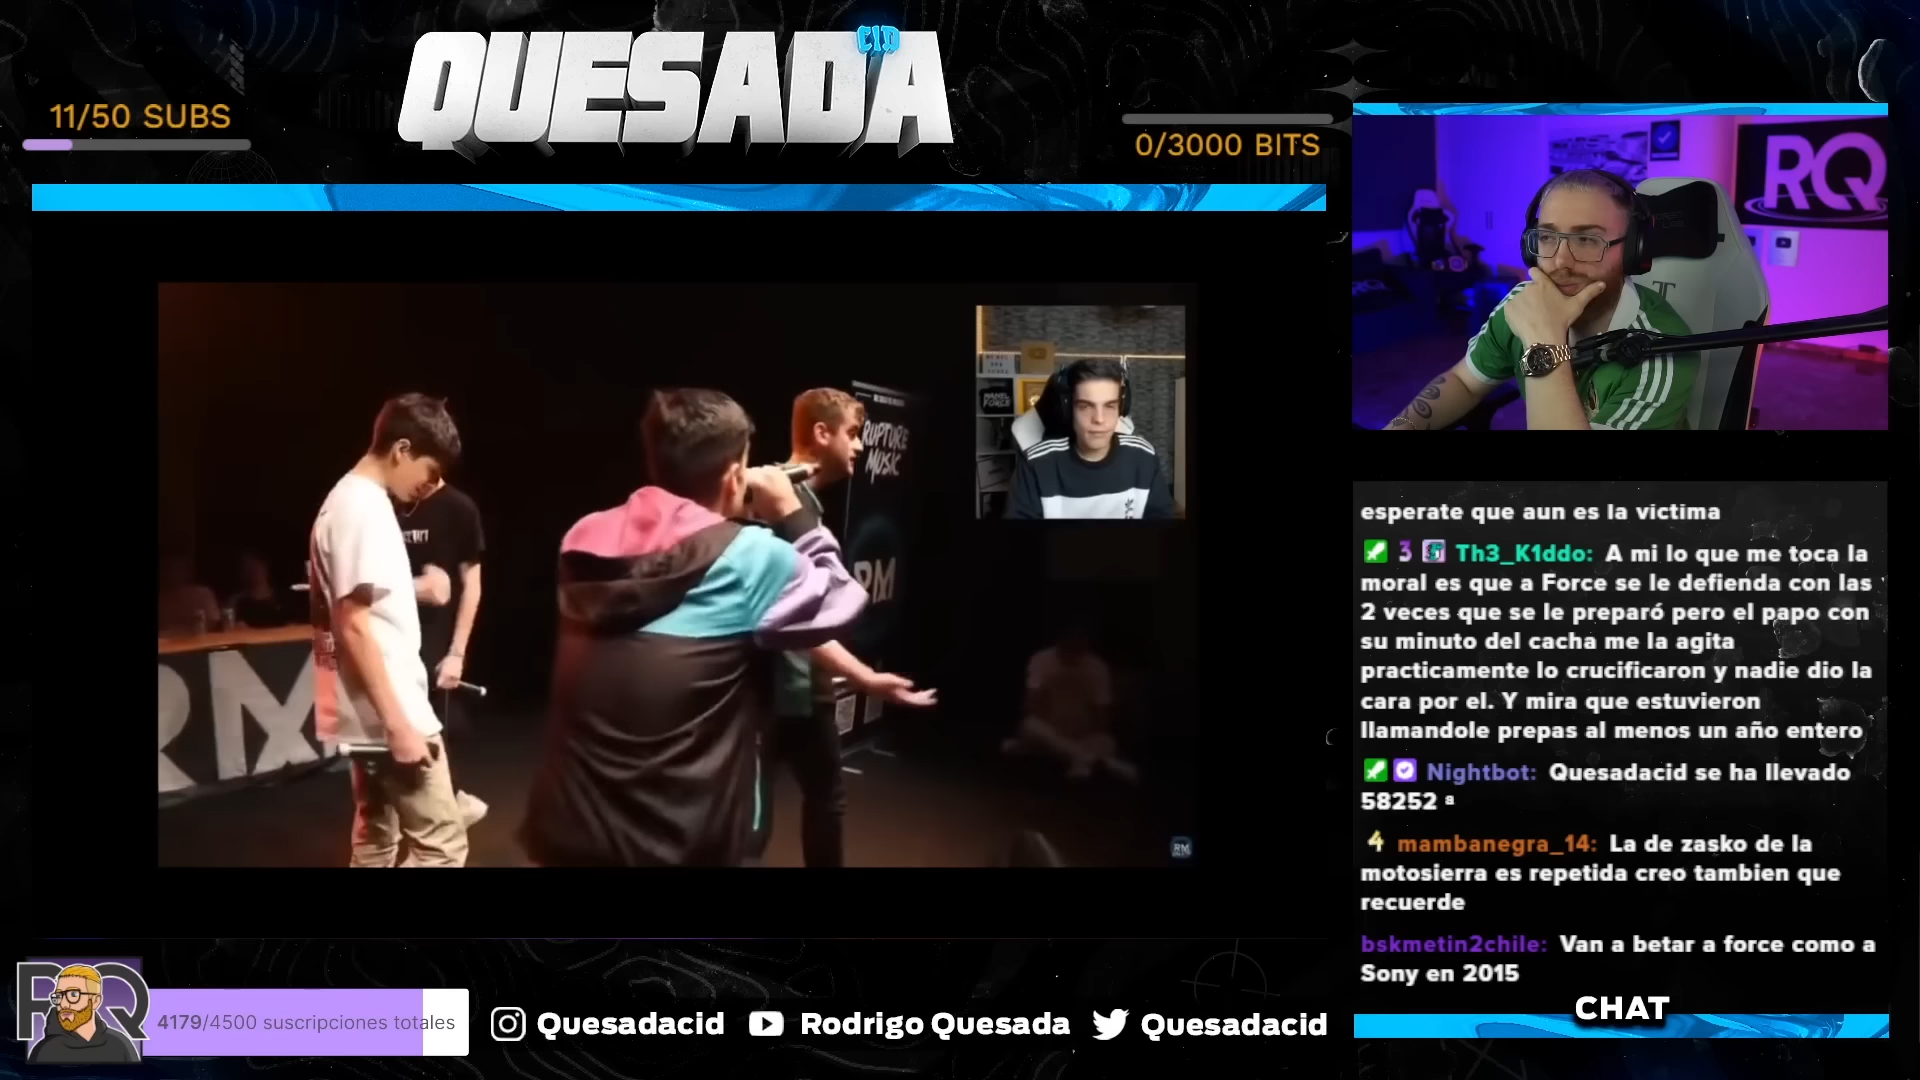 CID
QUESADA
11/50 SUBS
0/3000 BITS
RQ
RUPTURE
MUSIC
RM
RM
MANEL
FORCE
RM
esperate que aun es la victima
3 Th3_K1ddo: A mi lo que me toca la
moral es que a Force se le defienda con las
2 veces que se le preparó pero el papo con
su minuto del cacha me la agita
practicamente lo crucificaron y nadie dio la
cara por el. Y mira que estuvieron
llamandole prepas al menos un año entero
Nightbot: Quesadacid se ha llevado
58252
4 mambanegra_14: La de zasko de la
motosierra es repetida creo tambien que
recuerde
bskmetin2chile: Van a betar a force como a
Sony en 2015
CHAT
RQ
4179/4500 suscripciones totales
Quesadacid
Rodrigo Quesada
Quesadacid